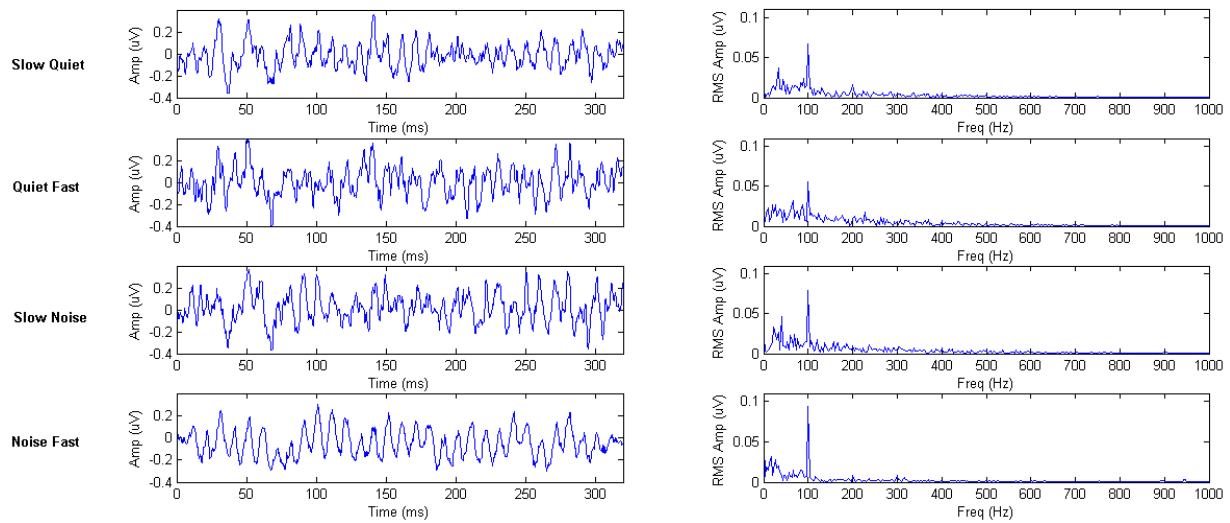 Slow Quiet
Amp (uV)
0.2
0
-0.2
-0.4
0 50 100 150 200 250 300
Time (ms)
RMS Amp (uV)
0.1
0.05
0
0 100 200 300 400 500 600 700 800 900 1000
Freq (Hz)
Quiet Fast
Amp (uV)
0.2
0
-0.2
-0.4
0 50 100 150 200 250 300
Time (ms)
RMS Amp (uV)
0.1
0.05
0
0 100 200 300 400 500 600 700 800 900 1000
Freq (Hz)
Slow Noise
Amp (uV)
0.2
0
-0.2
-0.4
0 50 100 150 200 250 300
Time (ms)
RMS Amp (uV)
0.1
0.05
0
0 100 200 300 400 500 600 700 800 900 1000
Freq (Hz)
Noise Fast
Amp (uV)
0.2
0
-0.2
-0.4
0 50 100 150 200 250 300
Time (ms)
RMS Amp (uV)
0.1
0.05
0
0 100 200 300 400 500 600 700 800 900 1000
Freq (Hz)